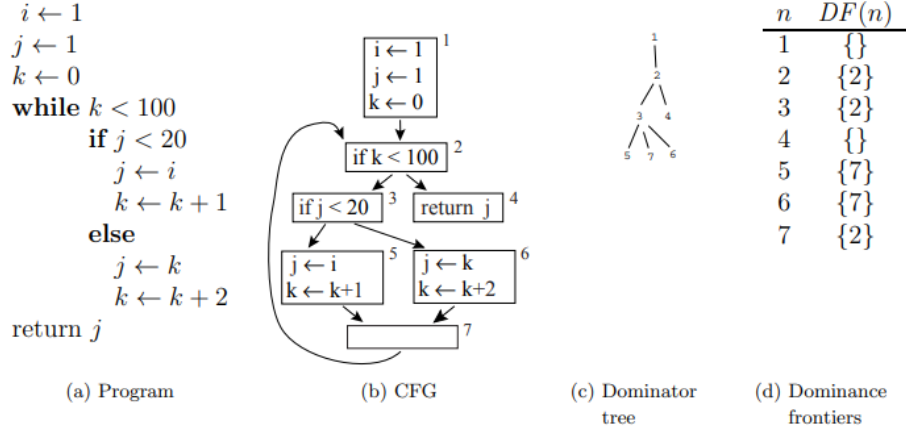 i ← 1
j ← 1
k ← 0
while k < 100
if j < 20
j ← i
k ← k + 1
else
j ← k
k ← k + 2
return j
(a) Program
1
i ← 1
j ← 1
k ← 0
2
if k < 100
3
if j < 20
4
return j
5
j ← i
k ← k+1
6
j ← k
k ← k+2
7
(b) CFG
1
2
3 4
5 7 6
(c) Dominator
tree
n DF(n)
1 {}
2 {2}
3 {2}
4 {}
5 {7}
6 {7}
7 {2}
(d) Dominance
frontiers